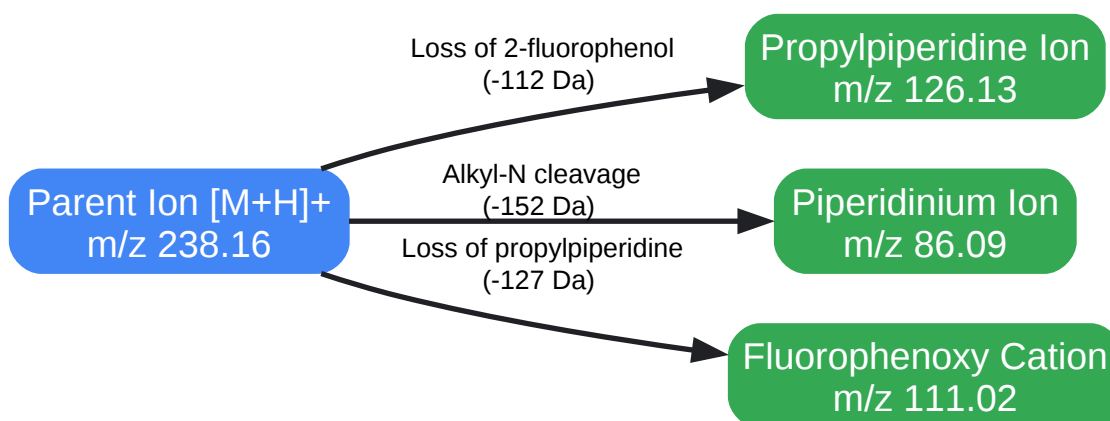 Loss of 2-fluorophenol
(-112 Da)
Propylpiperidine Ion
m/z 126.13
Parent Ion [M+H]+
m/z 238.16
Alkyl-N cleavage
(-152 Da)
Piperidinium Ion
m/z 86.09
Loss of propylpiperidine
(-127 Da)
Fluorophenoxy Cation
m/z 111.02